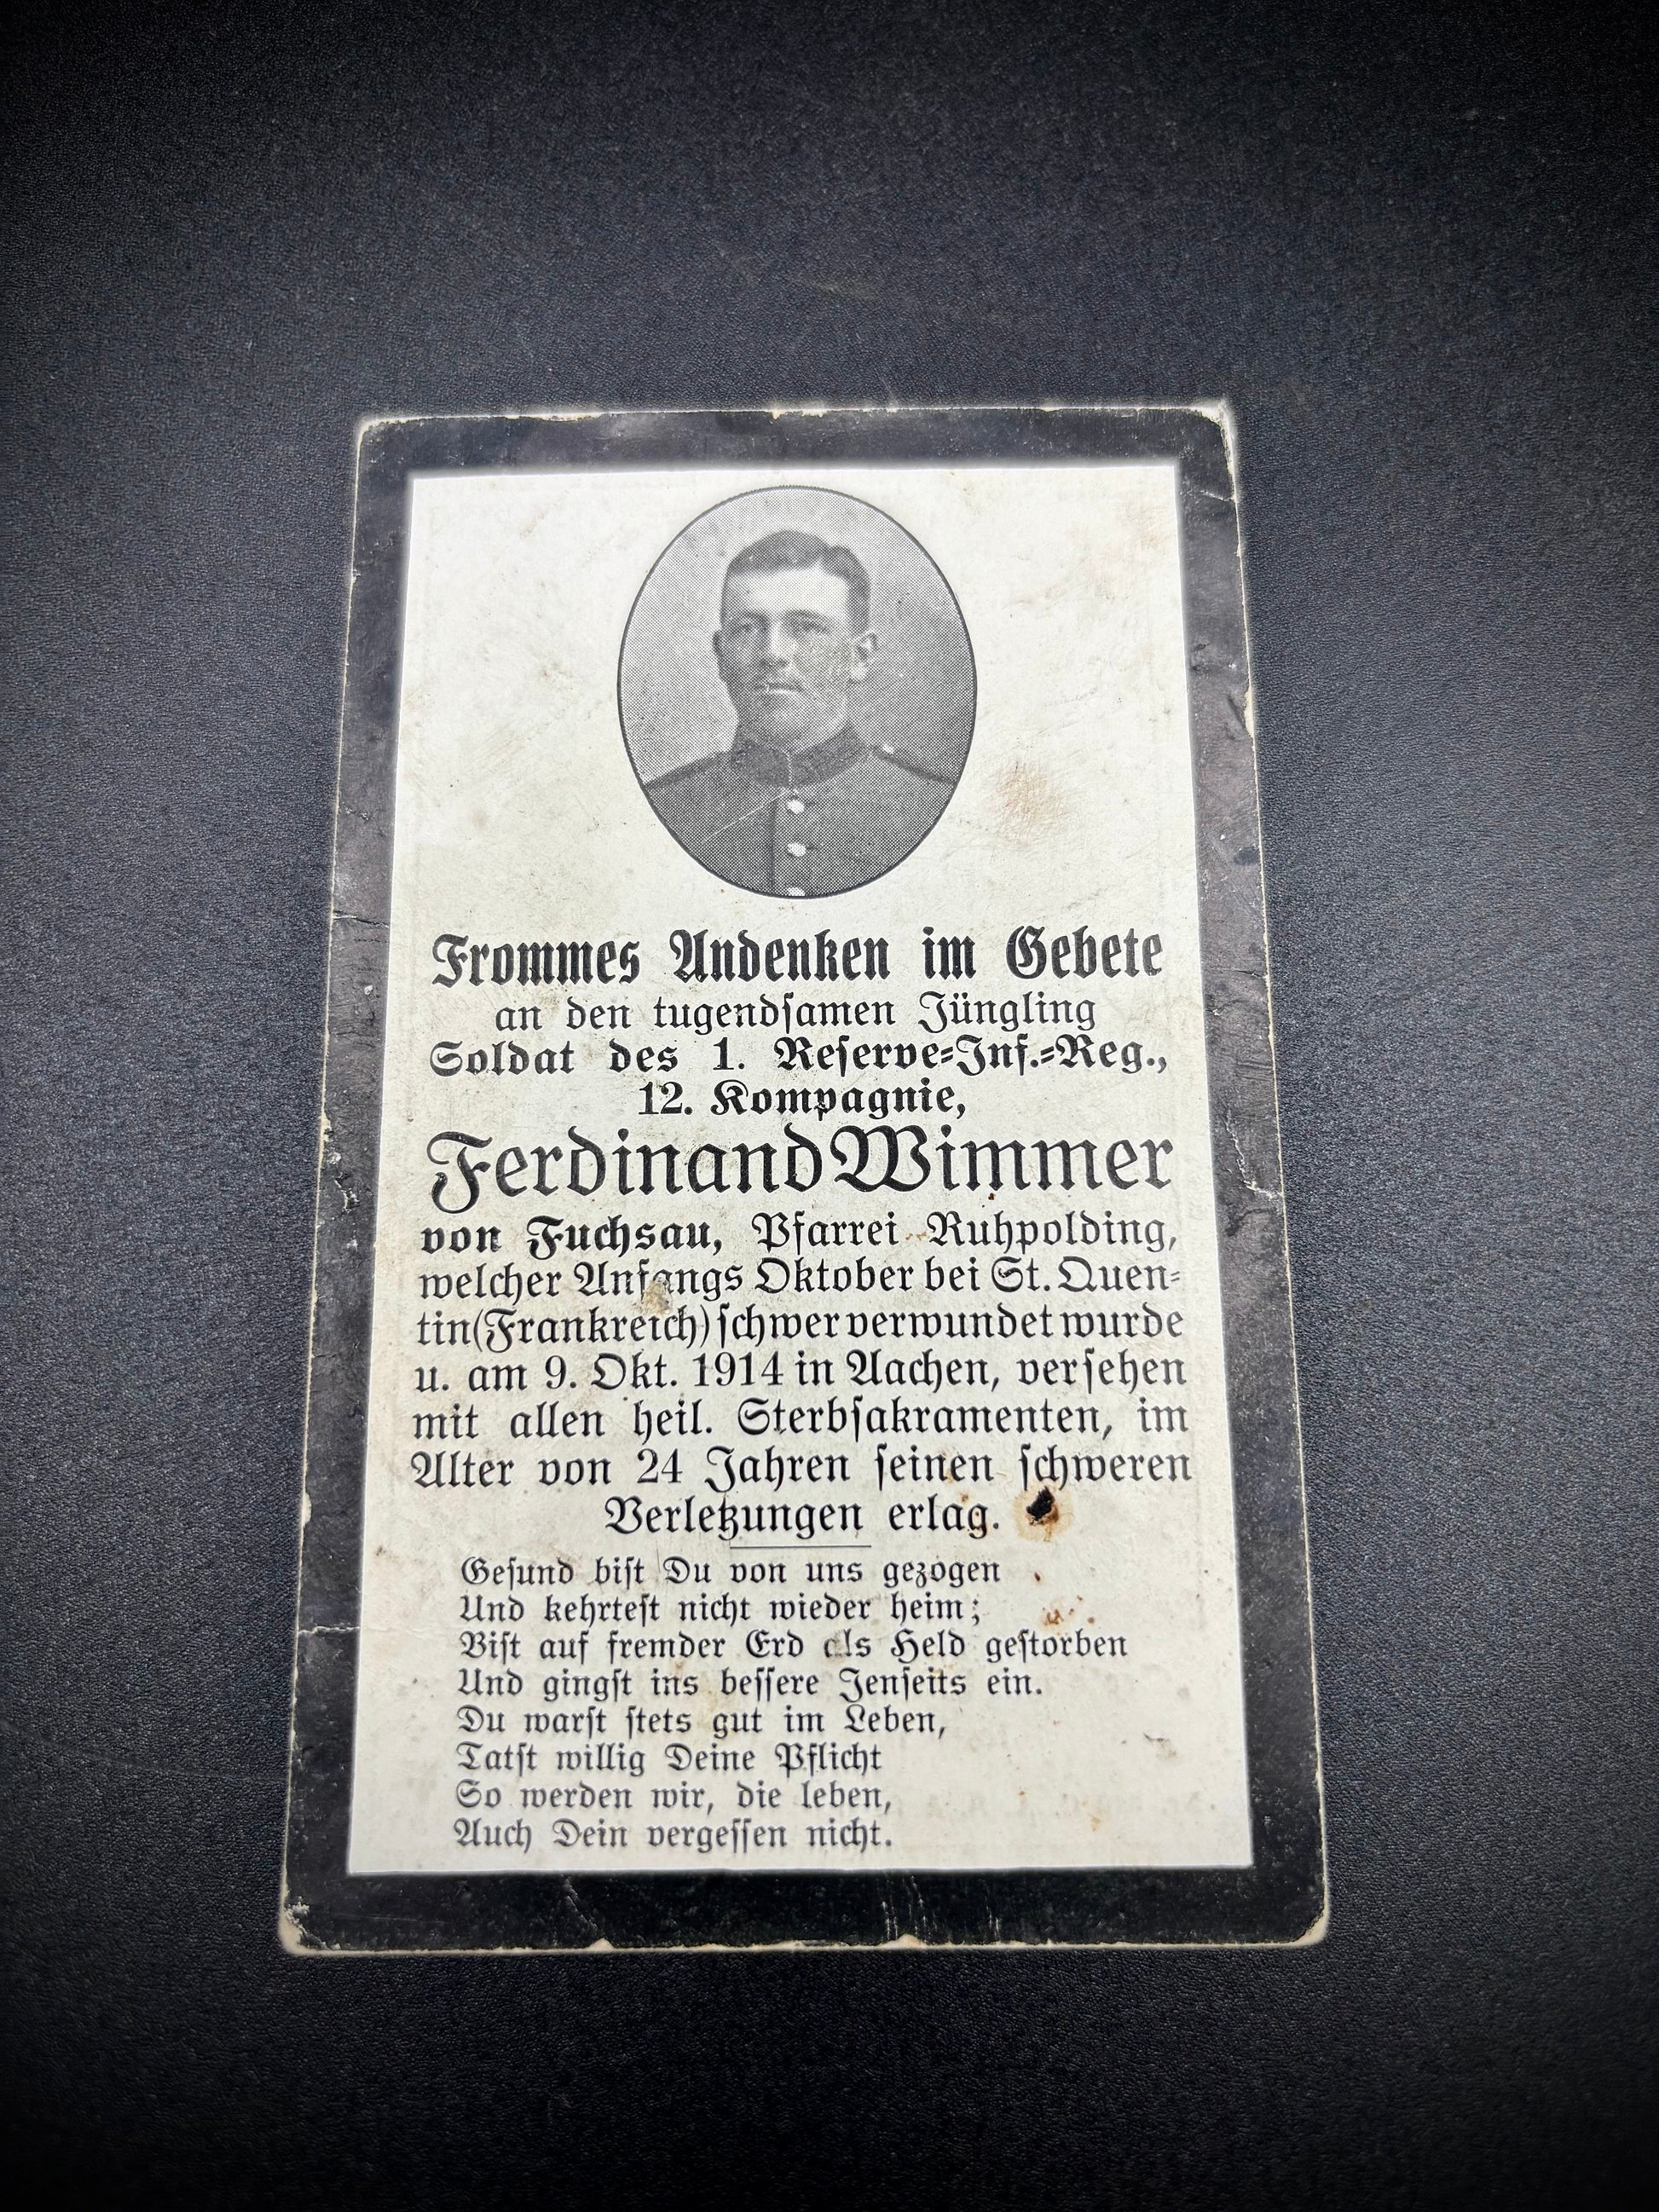 Frommes Andenken im Gebete
an den tugendsamen Jüngling
Soldat des 1. Reserve-Inf.-Reg.,
12. Kompagnie,
Ferdinand Wimmer
von Fuchsau, Pfarrei Ruhpolding,
welcher Anfangs Oktober bei St. Quen-
tin (Frankreich) schwer verwundet wurde
u. am 9. Okt. 1914 in Aachen, versehen
mit allen heil. Sterbsakramenten, im
Alter von 24 Jahren seinen schweren
Verletzungen erlag.
Gesund bist Du von uns gezogen
Und kehrtest nicht wieder heim;
Bist auf fremder Erd als Held gestorben
Und gingst ins bessere Jenseits ein.
Du warst stets gut im Leben,
Tatst willig Deine Pflicht
So werden wir, die leben,
Auch Dein vergessen nicht.